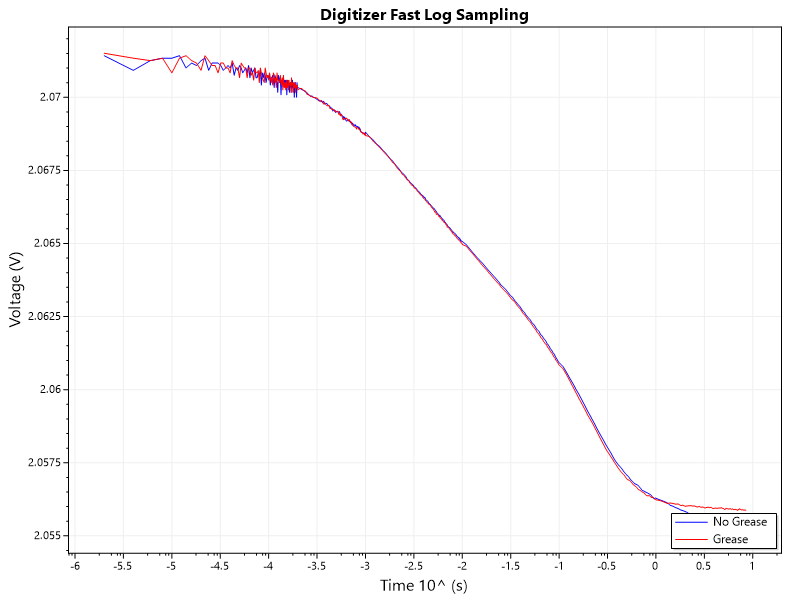 Digitizer Fast Log Sampling
Voltage (V)
2.07
2.0675
2.065
2.0625
2.06
2.0575
2.055
No Grease
Grease
-6 -5.5 -5 -4.5 -4 -3.5 -3 -2.5 -2 -1.5 -1 -0.5 0 0.5 1
Time 10^ (s)